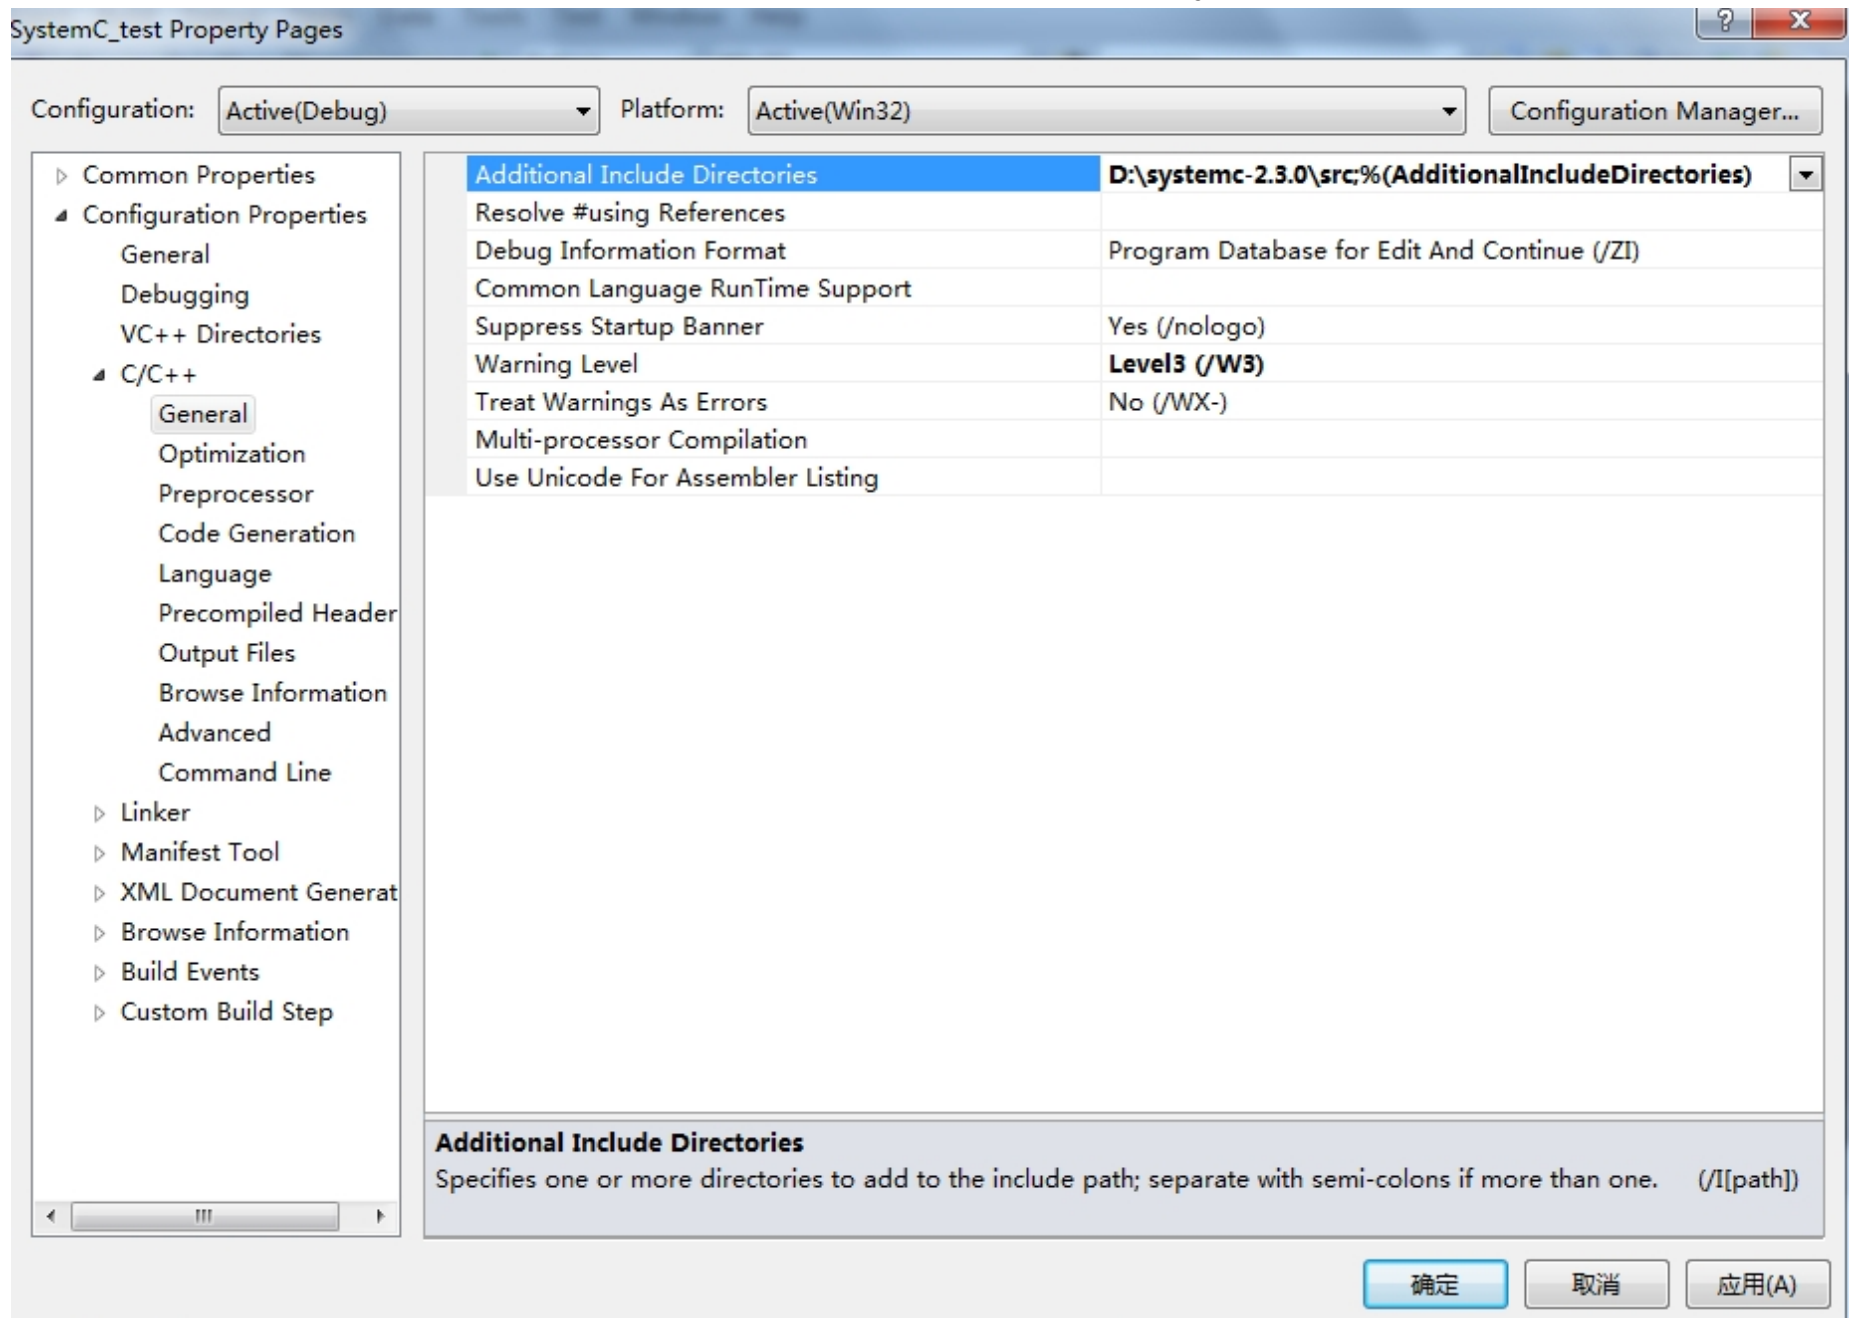 SystemC_test Property Pages
Configuration: Active(Debug) Platform: Active(Win32) Configuration Manager...
Common Properties
Configuration Properties
General
Debugging
VC++ Directories
C/C++
General
Optimization
Preprocessor
Code Generation
Language
Precompiled Header
Output Files
Browse Information
Advanced
Command Line
Linker
Manifest Tool
XML Document Generat
Browse Information
Build Events
Custom Build Step
Additional Include Directories D:\systemc-2.3.0\src;%(AdditionalIncludeDirectories)
Resolve #using References
Debug Information Format Program Database for Edit And Continue (/ZI)
Common Language RunTime Support
Suppress Startup Banner Yes (/nologo)
Warning Level Level3 (/W3)
Treat Warnings As Errors No (/WX-)
Multi-processor Compilation
Use Unicode For Assembler Listing
Additional Include Directories
Specifies one or more directories to add to the include path; separate with semi-colons if more than one. (/I[path])
确定 取消 应用(A)